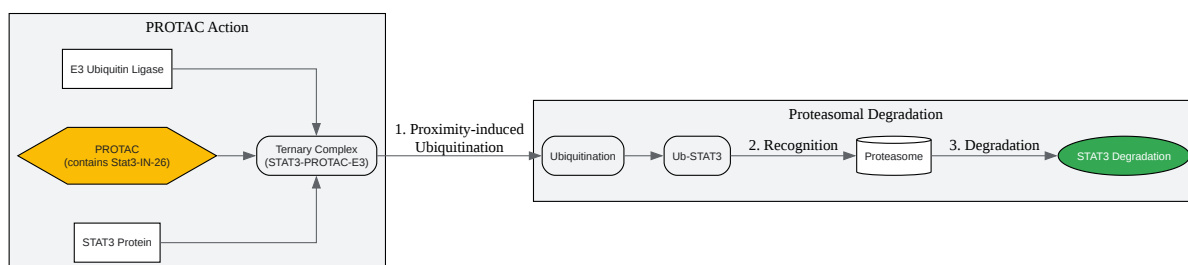 PROTAC Action
E3 Ubiquitin Ligase
PROTAC
(contains Stat3-IN-26)
STAT3 Protein
Ternary Complex
(STAT3-PROTAC-E3)
1. Proximity-induced
Ubiquitination
Proteasomal Degradation
Ubiquitination
Ub-STAT3
2. Recognition
Proteasome
3. Degradation
STAT3 Degradation